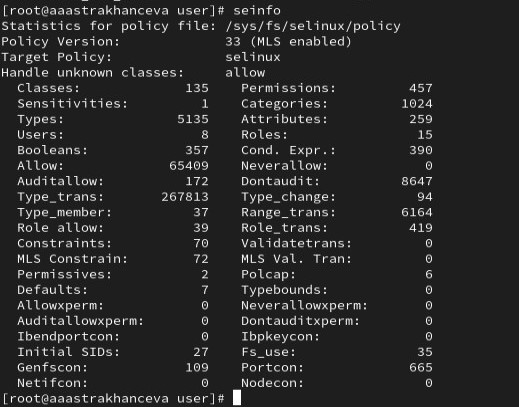 [root@aaastrakhanceva user]# seinfo
Statistics for policy file: /sys/fs/selinux/policy
Policy Version:             33 (MLS enabled)
Target Policy:              selinux
Handle unknown classes:     allow
  Classes:             135    Permissions:         457
  Sensitivities:         1    Categories:         1024
  Types:              5135    Attributes:          259
  Users:                 8    Roles:                15
  Booleans:            357    Cond. Expr.:         390
  Allow:             65409    Neverallow:            0
  Auditallow:          172    Dontaudit:          8647
  Type_trans:       267813    Type_change:          94
  Type_member:          37    Range_trans:        6164
  Role allow:           39    Role_trans:          419
  Constraints:          70    Validatetrans:         0
  MLS Constrain:        72    MLS Val. Tran:         0
  Permissives:           2    Polcap:                6
  Defaults:              7    Typebounds:            0
  Allowxperm:            0    Neverallowxperm:       0
  Auditallowxperm:       0    Dontauditxperm:        0
  Ibendportcon:          0    Ibpkeycon:             0
  Initial SIDs:         27    Fs_use:               35
  Genfscon:            109    Portcon:             665
  Netifcon:              0    Nodecon:               0
[root@aaastrakhanceva user]#